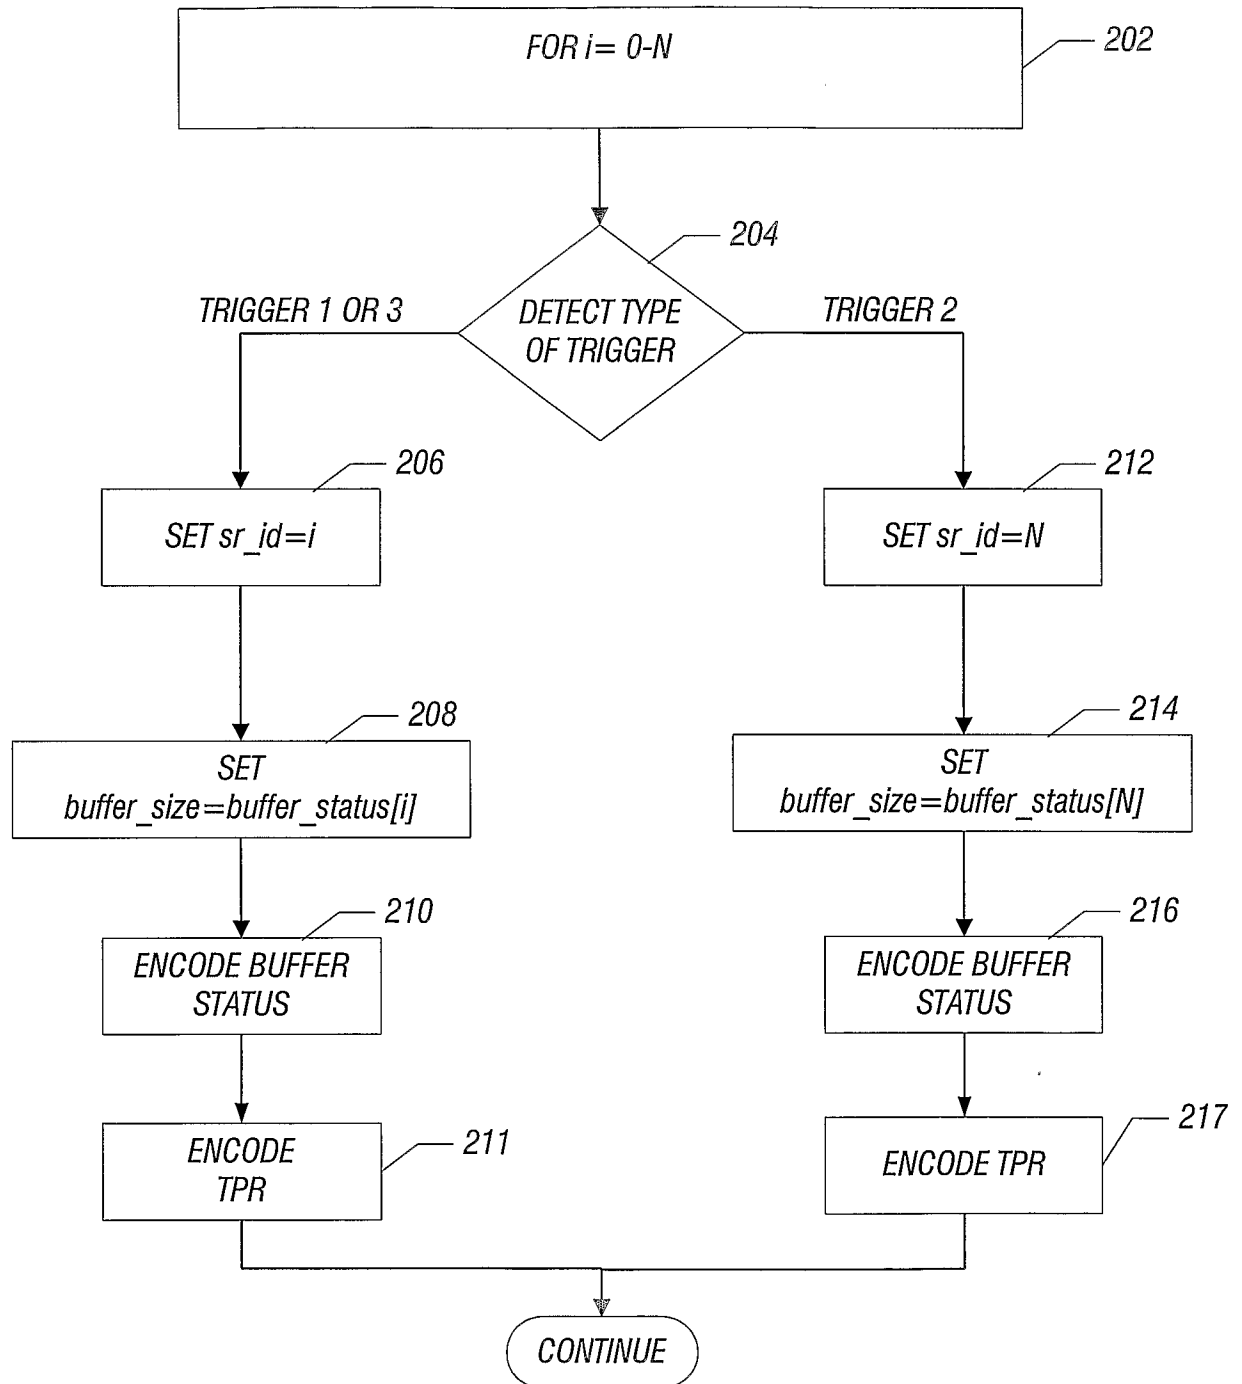 FOR i= 0-N
202
204
DETECT TYPE
OF TRIGGER
TRIGGER 1 OR 3
TRIGGER 2
206
SET sr_id=i
212
SET sr_id=N
208
SET
buffer_size=buffer_status[i]
214
SET
buffer_size=buffer_status[N]
210
ENCODE BUFFER
STATUS
216
ENCODE BUFFER
STATUS
211
ENCODE
TPR
217
ENCODE TPR
CONTINUE